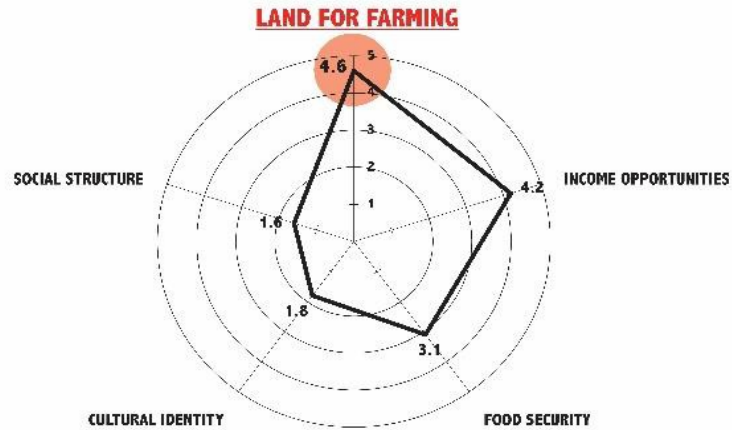 LAND FOR FARMING
5
4.6
4
3
2
1
SOCIAL STRUCTURE
INCOME OPPORTUNITIES
4.2
1.6
1.8
3.1
CULTURAL IDENTITY
FOOD SECURITY